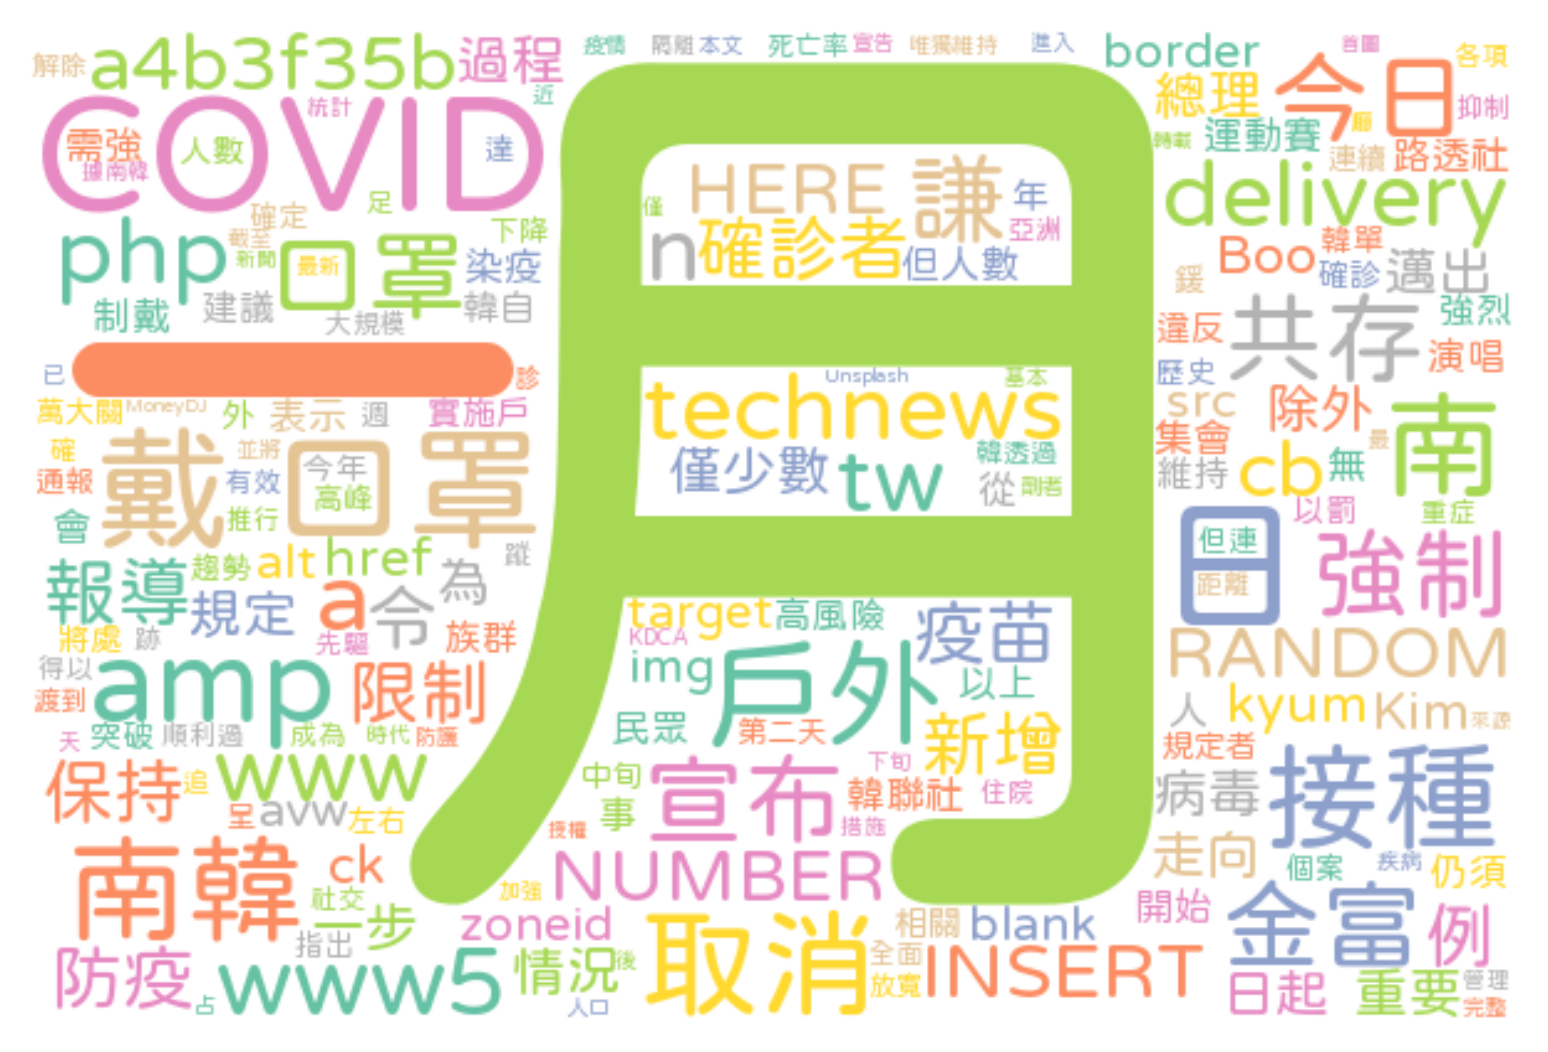 解除 a4b3f35b 過程
疫情 隔離 本文 死亡率 宣告 唯獨維持 進入
border 首圖 各項
COVID 統計 近
需強 人數 達
據南韓
總理 今日 抑制
轉載 運動賽 廳 連續 路透社
delivery
確定 足 下降
php 截至 新聞 口罩 最新 染疫
制戴 建議 大規模 韓自
HERE 謙 年
僅 n 確診者 但人數 亞洲
Boo 韓單 確診 邁出
鍰 共存 強烈
違反 演唱
歷史
已 一 診
萬大關 MoneyDJ 外 表示 週 實施戶
Unsplash 基本
technews
僅少數 tw 韓透過
從 剛者
src 除外 南
集會 最
維持 cb 無
以罰 重症
確 並將 戴口罩 今年
通報 有效 高峰
會 推行
月
日 但連 距離 強制
報導 趨勢 alt href 為 蹤
規定 a 令
將處 跡 先驅 族群
target 高風險 疫苗
KDCA
img 戶外 以上
民眾 第二天 新增
RANDOM
人 kyum Kim 來源
規定者
得以 amp 限制
渡到
天 突破 順利過 成為 時代 防護
保持 追 www
呈 avw 左右
中旬 宣布 下旬
事 韓聯社 住院
授權 措施
病毒 接種
走向 個案 疾病 仍須
南韓 ck
社交 一步
指出
加強 NUMBER
zoneid 取消 相關 blank
開始 金富 例
防疫 占 www5 情況 後
人口
全面 INSERT
放寬
日起 重要 管理
完整